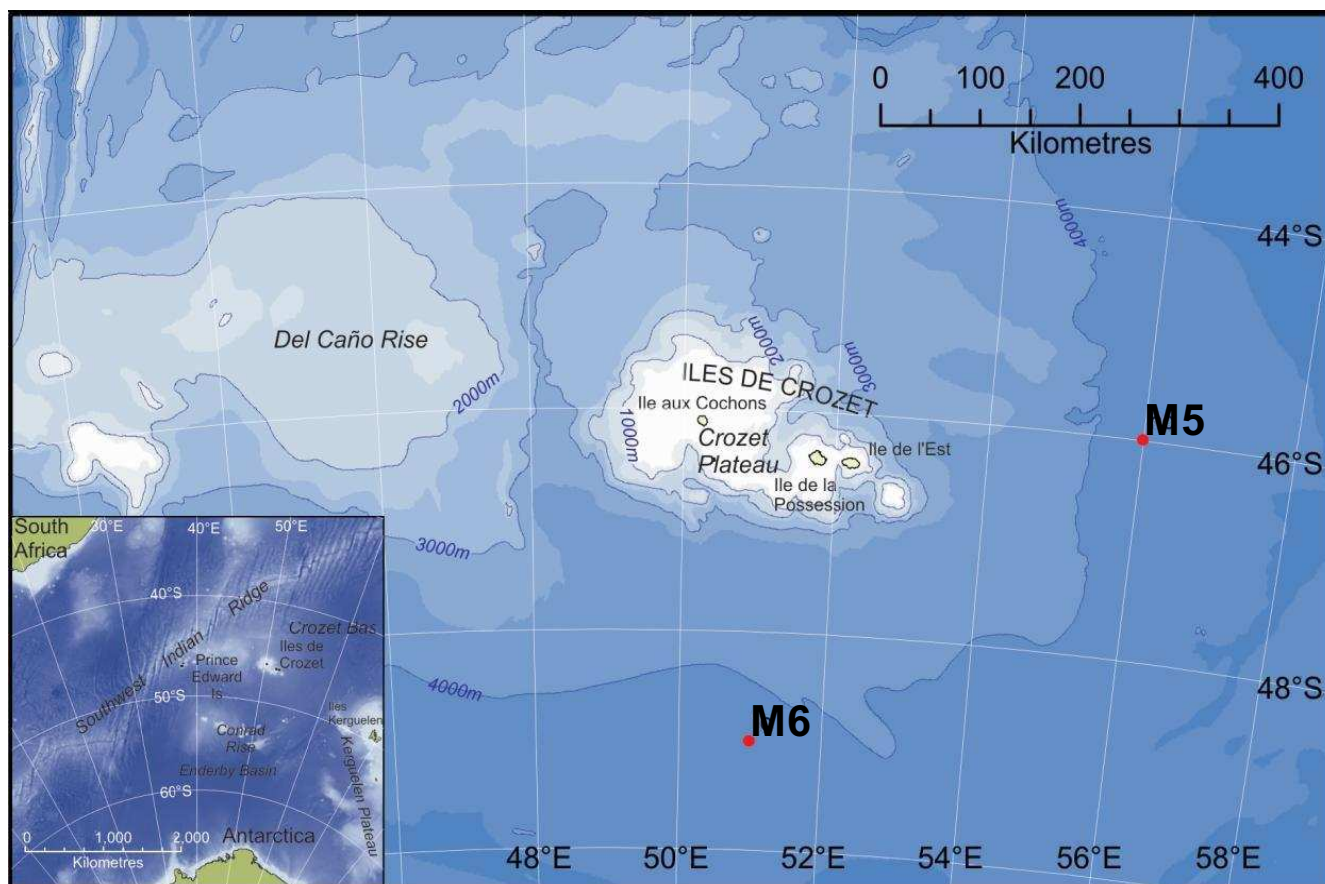 0 100 200 400
Kilometres
4000m
44°S
Del Caño Rise
2000m
2000m
3000m
ILES DE CROZET
Ile aux Cochons
1000m
Crozet
Plateau
Ile de l'Est
Ile de la
Possession
M5
46°S
3000m
4000m
M6
48°S
48°E 50°E 52°E 54°E 56°E 58°E
South
Africa
30°E 40°E 50°E
40°S
Southwest Indian Ridge
Crozet Bas
Iles de
Crozet
Prince
Edward
Is
50°S
Iles
Kerguelen
Conrad
Rise
Kerguelen Plateau
Enderby Basin
60°S
0 1,000 2,000
Kilometres
Antarctica